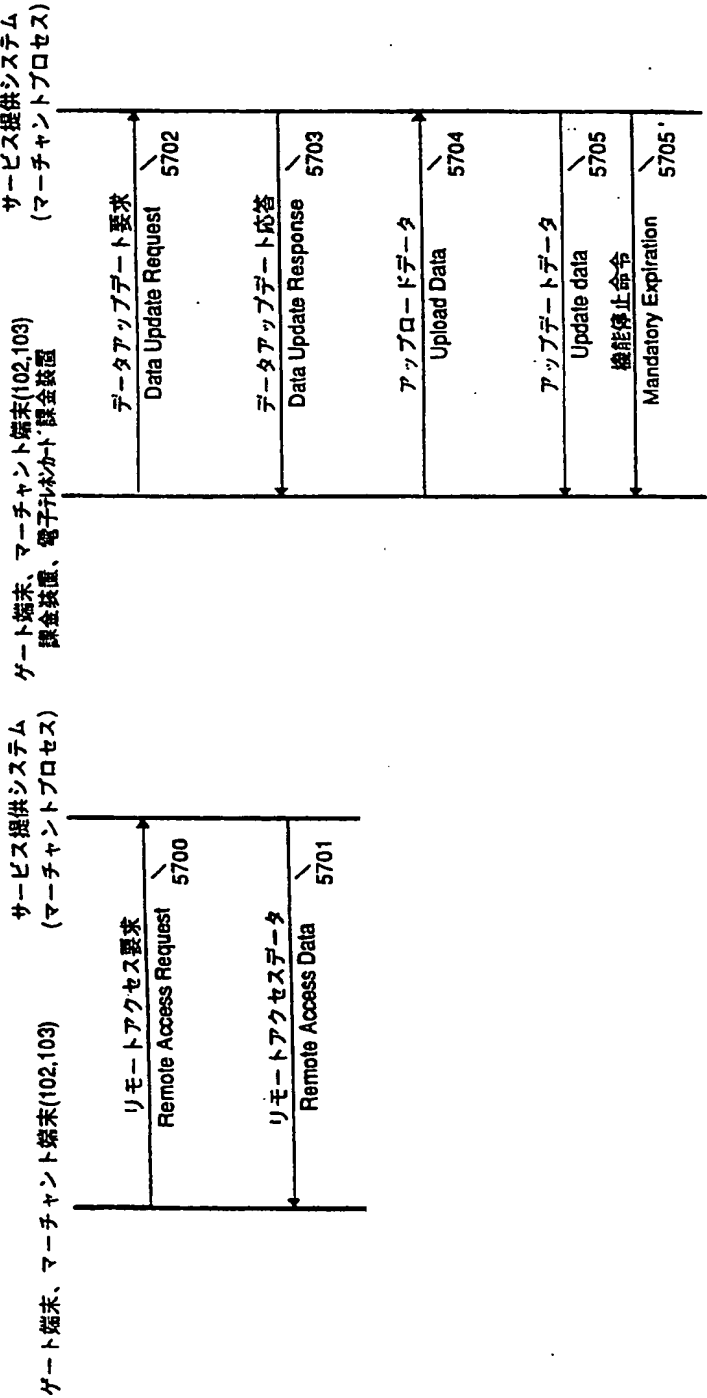 ゲート端末、マーチャント端末(102,103)
サービス提供システム
(マーチャントプロセス)
リモートアクセス要求
Remote Access Request
5700
リモートアクセスデータ
Remote Access Data
5701
ゲート端末、マーチャント端末(102,103)
課金装置、電子テレホンカード課金装置
サービス提供システム
(マーチャントプロセス)
データアップデート要求
Data Update Request
5702
データアップデート応答
Data Update Response
5703
アップロードデータ
Upload Data
5704
アップデートデータ
Update data
5705
機能停止命令
Mandatory Expiration
5705'